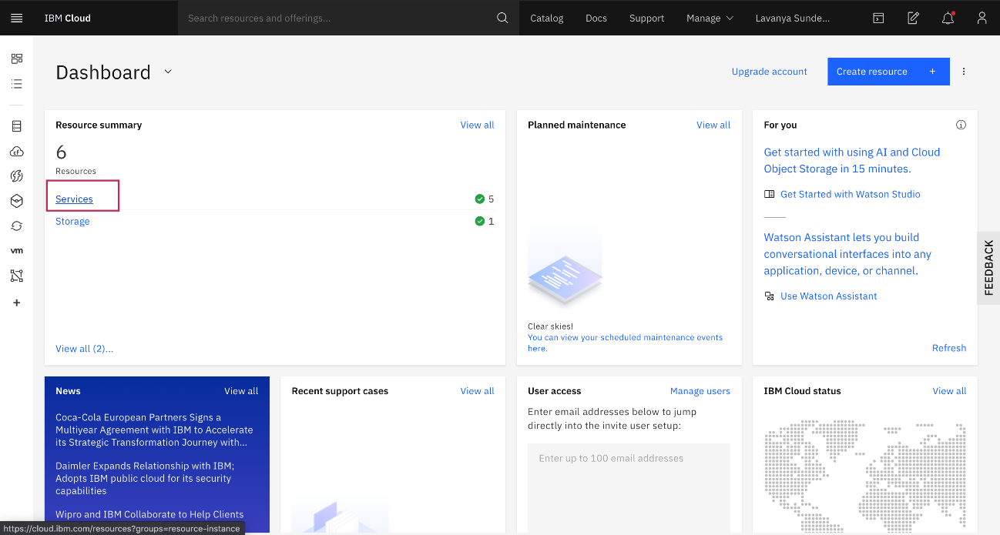 IBM Cloud
Search resources and offerings...
Catalog
Docs
Support
Manage
Lavanya Sunde...
Dashboard
Upgrade account
Create resource +
Resource summary
View all
6
Resources
Services
5
Storage
1
View all (2)...
Planned maintenance
View all
Clear skies!
You can view your scheduled maintenance events
here.
For you
Get started with using AI and Cloud
Object Storage in 15 minutes.
Get Started with Watson Studio
Watson Assistant lets you build
conversational interfaces into any
application, device, or channel.
Use Watson Assistant
Refresh
FEEDBACK
cf
vm
News
View all
Coca-Cola European Partners Signs a
Multiyear Agreement with IBM to Accelerate
its Strategic Transformation Journey with...
Daimler Expands Relationship with IBM;
Adopts IBM public cloud for its security
capabilities
Wipro and IBM Collaborate to Help Clients
Recent support cases
View all
User access
Manage users
Enter email addresses below to jump
directly into the invite user setup:
Enter up to 100 email addresses
IBM Cloud status
View all
https://cloud.ibm.com/resources?groups=resource-instance